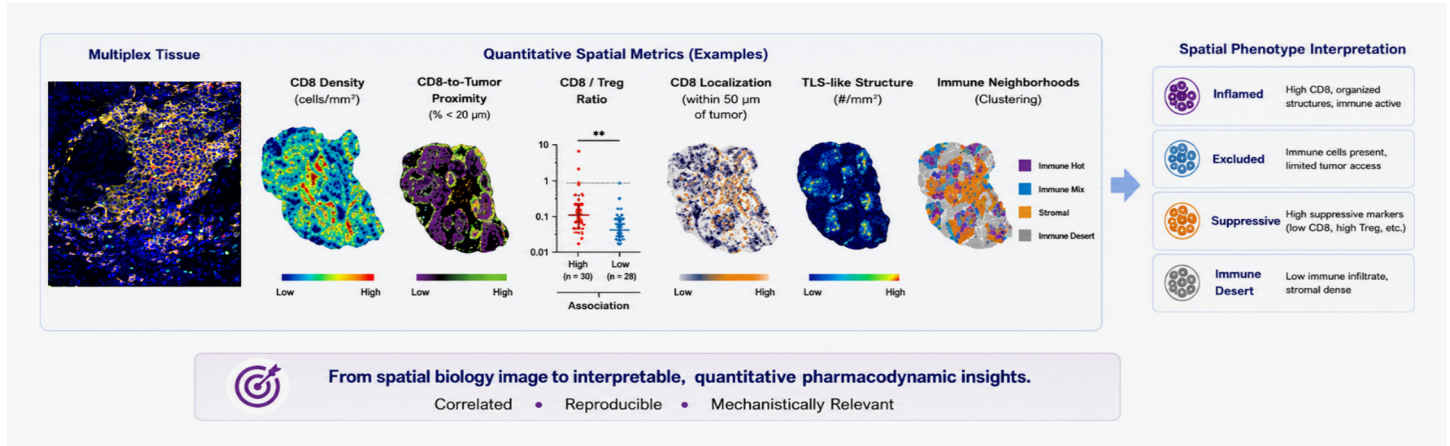 Multiplex Tissue
Quantitative Spatial Metrics (Examples)
CD8 Density
(cells/mm²)
Low High
CD8-to-Tumor
Proximity
(% < 20 μm)
Low High
CD8 / Treg
Ratio
**
10
1
0.1
0.01
High Low
(n = 30) (n = 28)
Association
CD8 Localization
(within 50 μm
of tumor)
Low High
TLS-like Structure
(#/mm²)
Low High
Immune Neighborhoods
(Clustering)
Immune Hot
Immune Mix
Stromal
Immune Desert
Spatial Phenotype Interpretation
Inflamed
High CD8, organized
structures, immune active
Excluded
Immune cells present,
limited tumor access
Suppressive
High suppressive markers
(low CD8, high Treg, etc.)
Immune
Desert
Low immune infiltrate,
stromal dense
From spatial biology image to interpretable, quantitative pharmacodynamic insights.
Correlated • Reproducible • Mechanistically Relevant